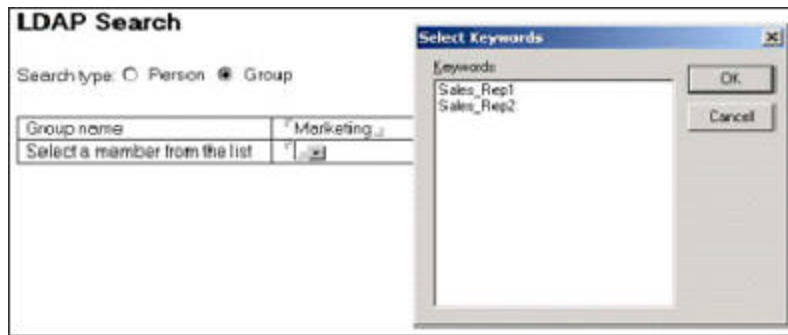 LDAP Search
Search type: Person Group
Group name Marketing
Select a member from the list
Select Keywords
Keywords
Sales_Rep1
Sales_Rep2
OK
Cancel